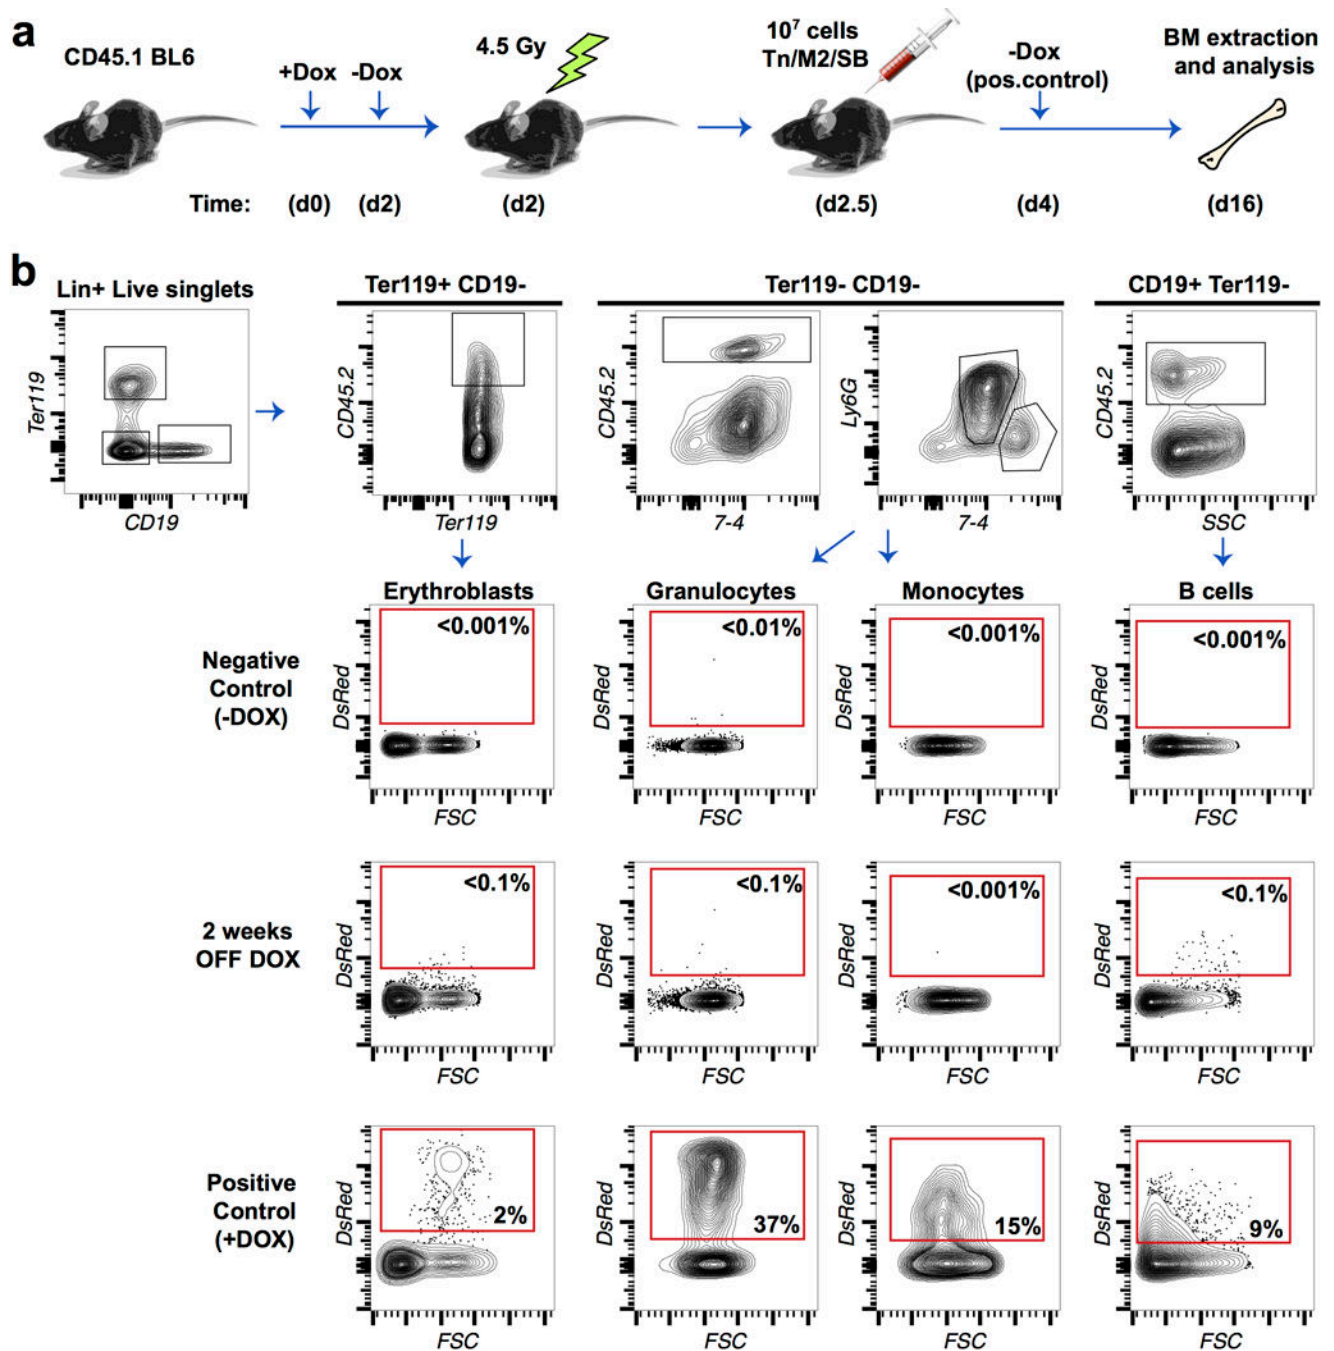 a
CD45.1 BL6
+Dox -Dox
4.5 Gy
10⁷ cells
Tn/M2/SB
-Dox
(pos.control)
BM extraction
and analysis
Time: (d0) (d2) (d2) (d2.5) (d4) (d16)
b
Lin+ Live singlets
Ter119+ CD19-
Ter119- CD19-
CD19+ Ter119-
Ter119
CD19
CD45.2
Ter119
CD45.2
7-4
Ly6G
7-4
CD45.2
SSC
Erythroblasts
Granulocytes
Monocytes
B cells
Negative
Control
(-DOX)
DsRed
<0.001%
FSC
DsRed
<0.01%
FSC
DsRed
<0.001%
FSC
DsRed
<0.001%
FSC
2 weeks
OFF DOX
DsRed
<0.1%
FSC
DsRed
<0.1%
FSC
DsRed
<0.001%
FSC
DsRed
<0.1%
FSC
Positive
Control
(+DOX)
DsRed
2%
FSC
DsRed
37%
FSC
DsRed
15%
FSC
DsRed
9%
FSC